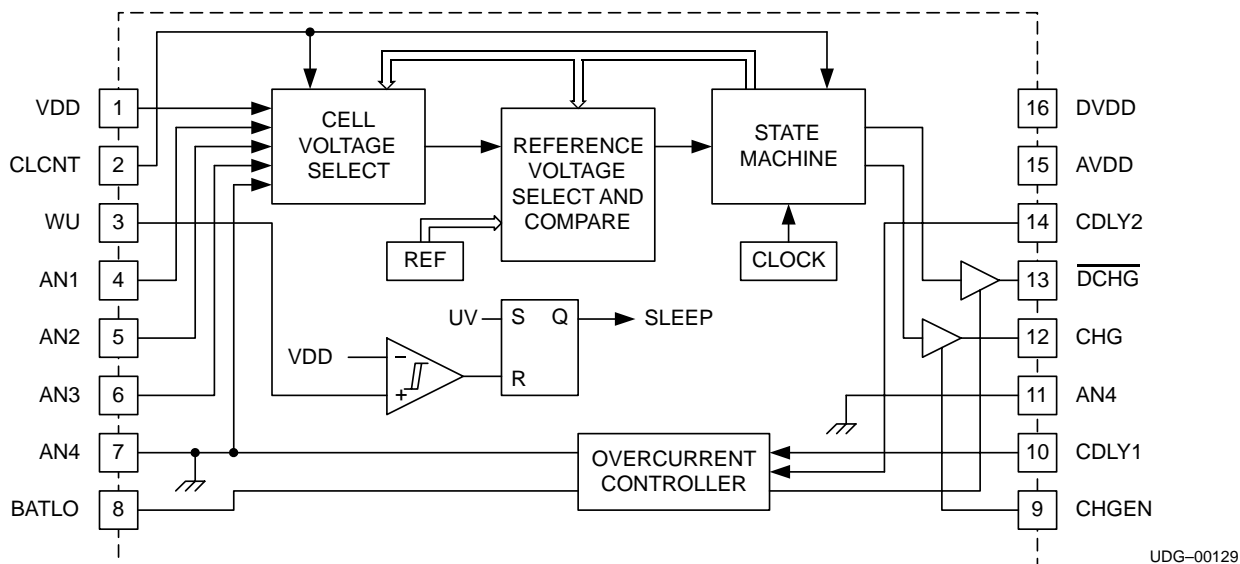 VDD 1
CLCNT 2
WU 3
AN1 4
AN2 5
AN3 6
AN4 7
BATLO 8
CELL
VOLTAGE
SELECT
REFERENCE
VOLTAGE
SELECT AND
COMPARE
STATE
MACHINE
REF
CLOCK
UV
S Q
R
SLEEP
VDD
–
+
OVERCURRENT
CONTROLLER
16 DVDD
15 AVDD
14 CDLY2
13 DCHG
12 CHG
11 AN4
10 CDLY1
9 CHGEN
UDG–00129